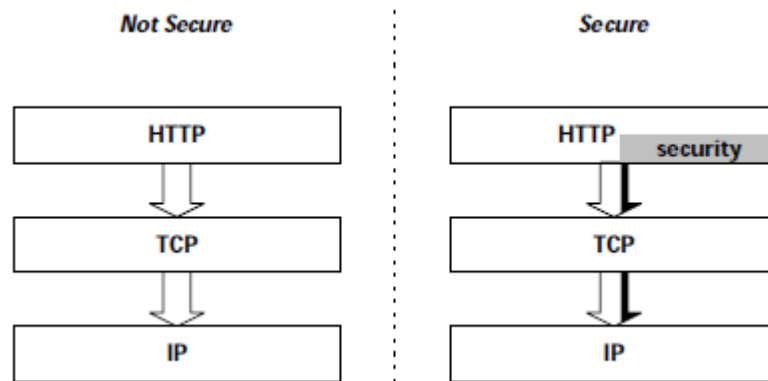 Not Secure
Secure
HTTP
HTTP
security
TCP
TCP
IP
IP